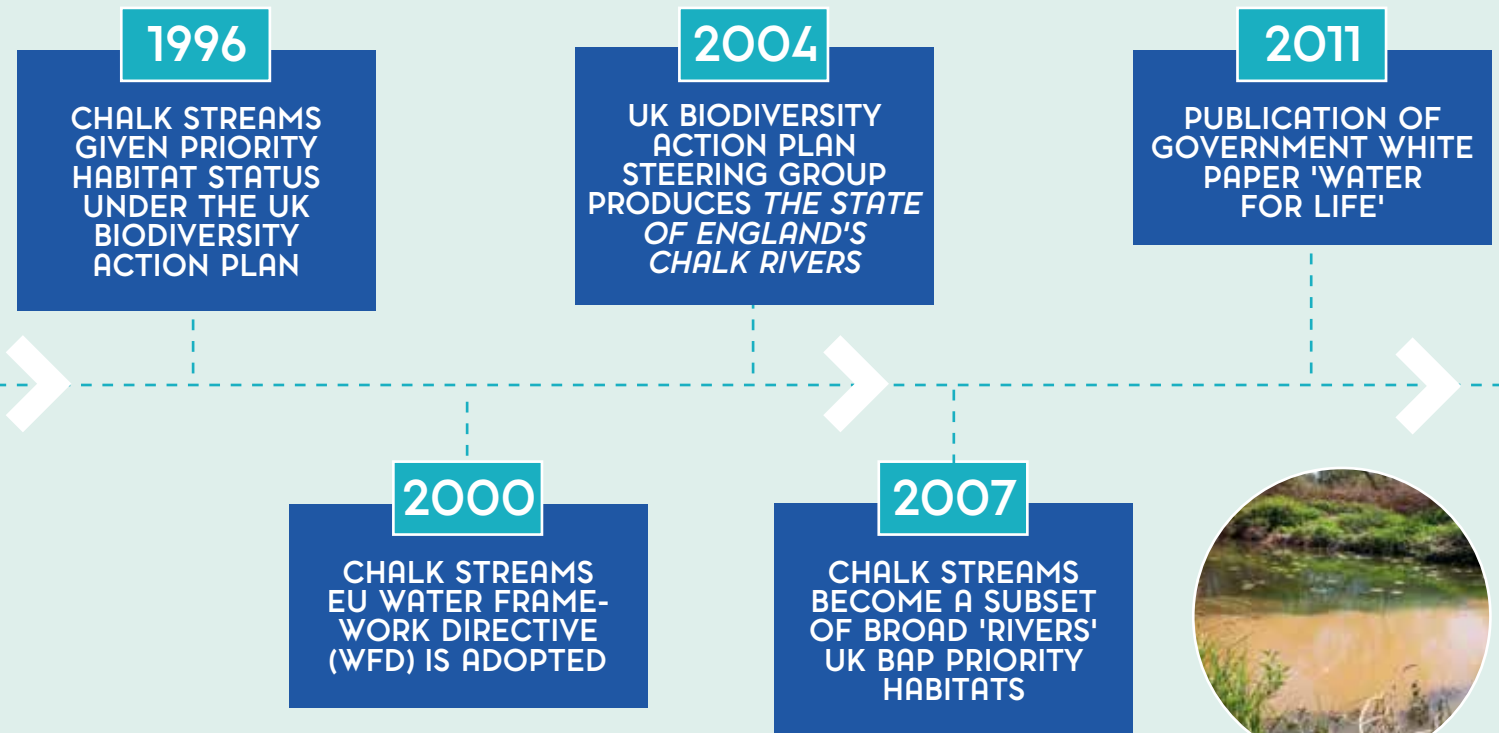 1996
CHALK STREAMS
GIVEN PRIORITY
HABITAT STATUS
UNDER THE UK
BIODIVERSITY
ACTION PLAN
2000
CHALK STREAMS
EU WATER FRAME-
WORK DIRECTIVE
(WFD) IS ADOPTED
2004
UK BIODIVERSITY
ACTION PLAN
STEERING GROUP
PRODUCES THE STATE
OF ENGLAND'S
CHALK RIVERS
2007
CHALK STREAMS
BECOME A SUBSET
OF BROAD 'RIVERS'
UK BAP PRIORITY
HABITATS
2011
PUBLICATION OF
GOVERNMENT WHITE
PAPER 'WATER
FOR LIFE'